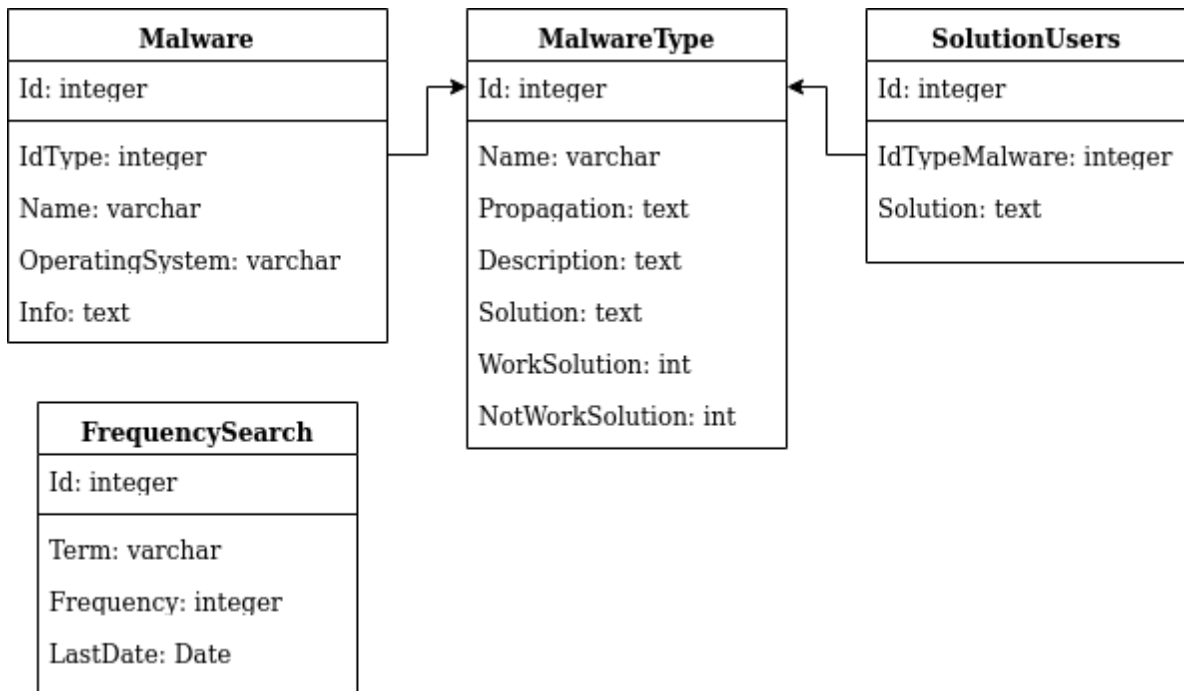 Malware
Id: integer
IdType: integer
Name: varchar
OperatingSystem: varchar
Info: text
MalwareType
Id: integer
Name: varchar
Propagation: text
Description: text
Solution: text
WorkSolution: int
NotWorkSolution: int
SolutionUsers
Id: integer
IdTypeMalware: integer
Solution: text
FrequencySearch
Id: integer
Term: varchar
Frequency: integer
LastDate: Date